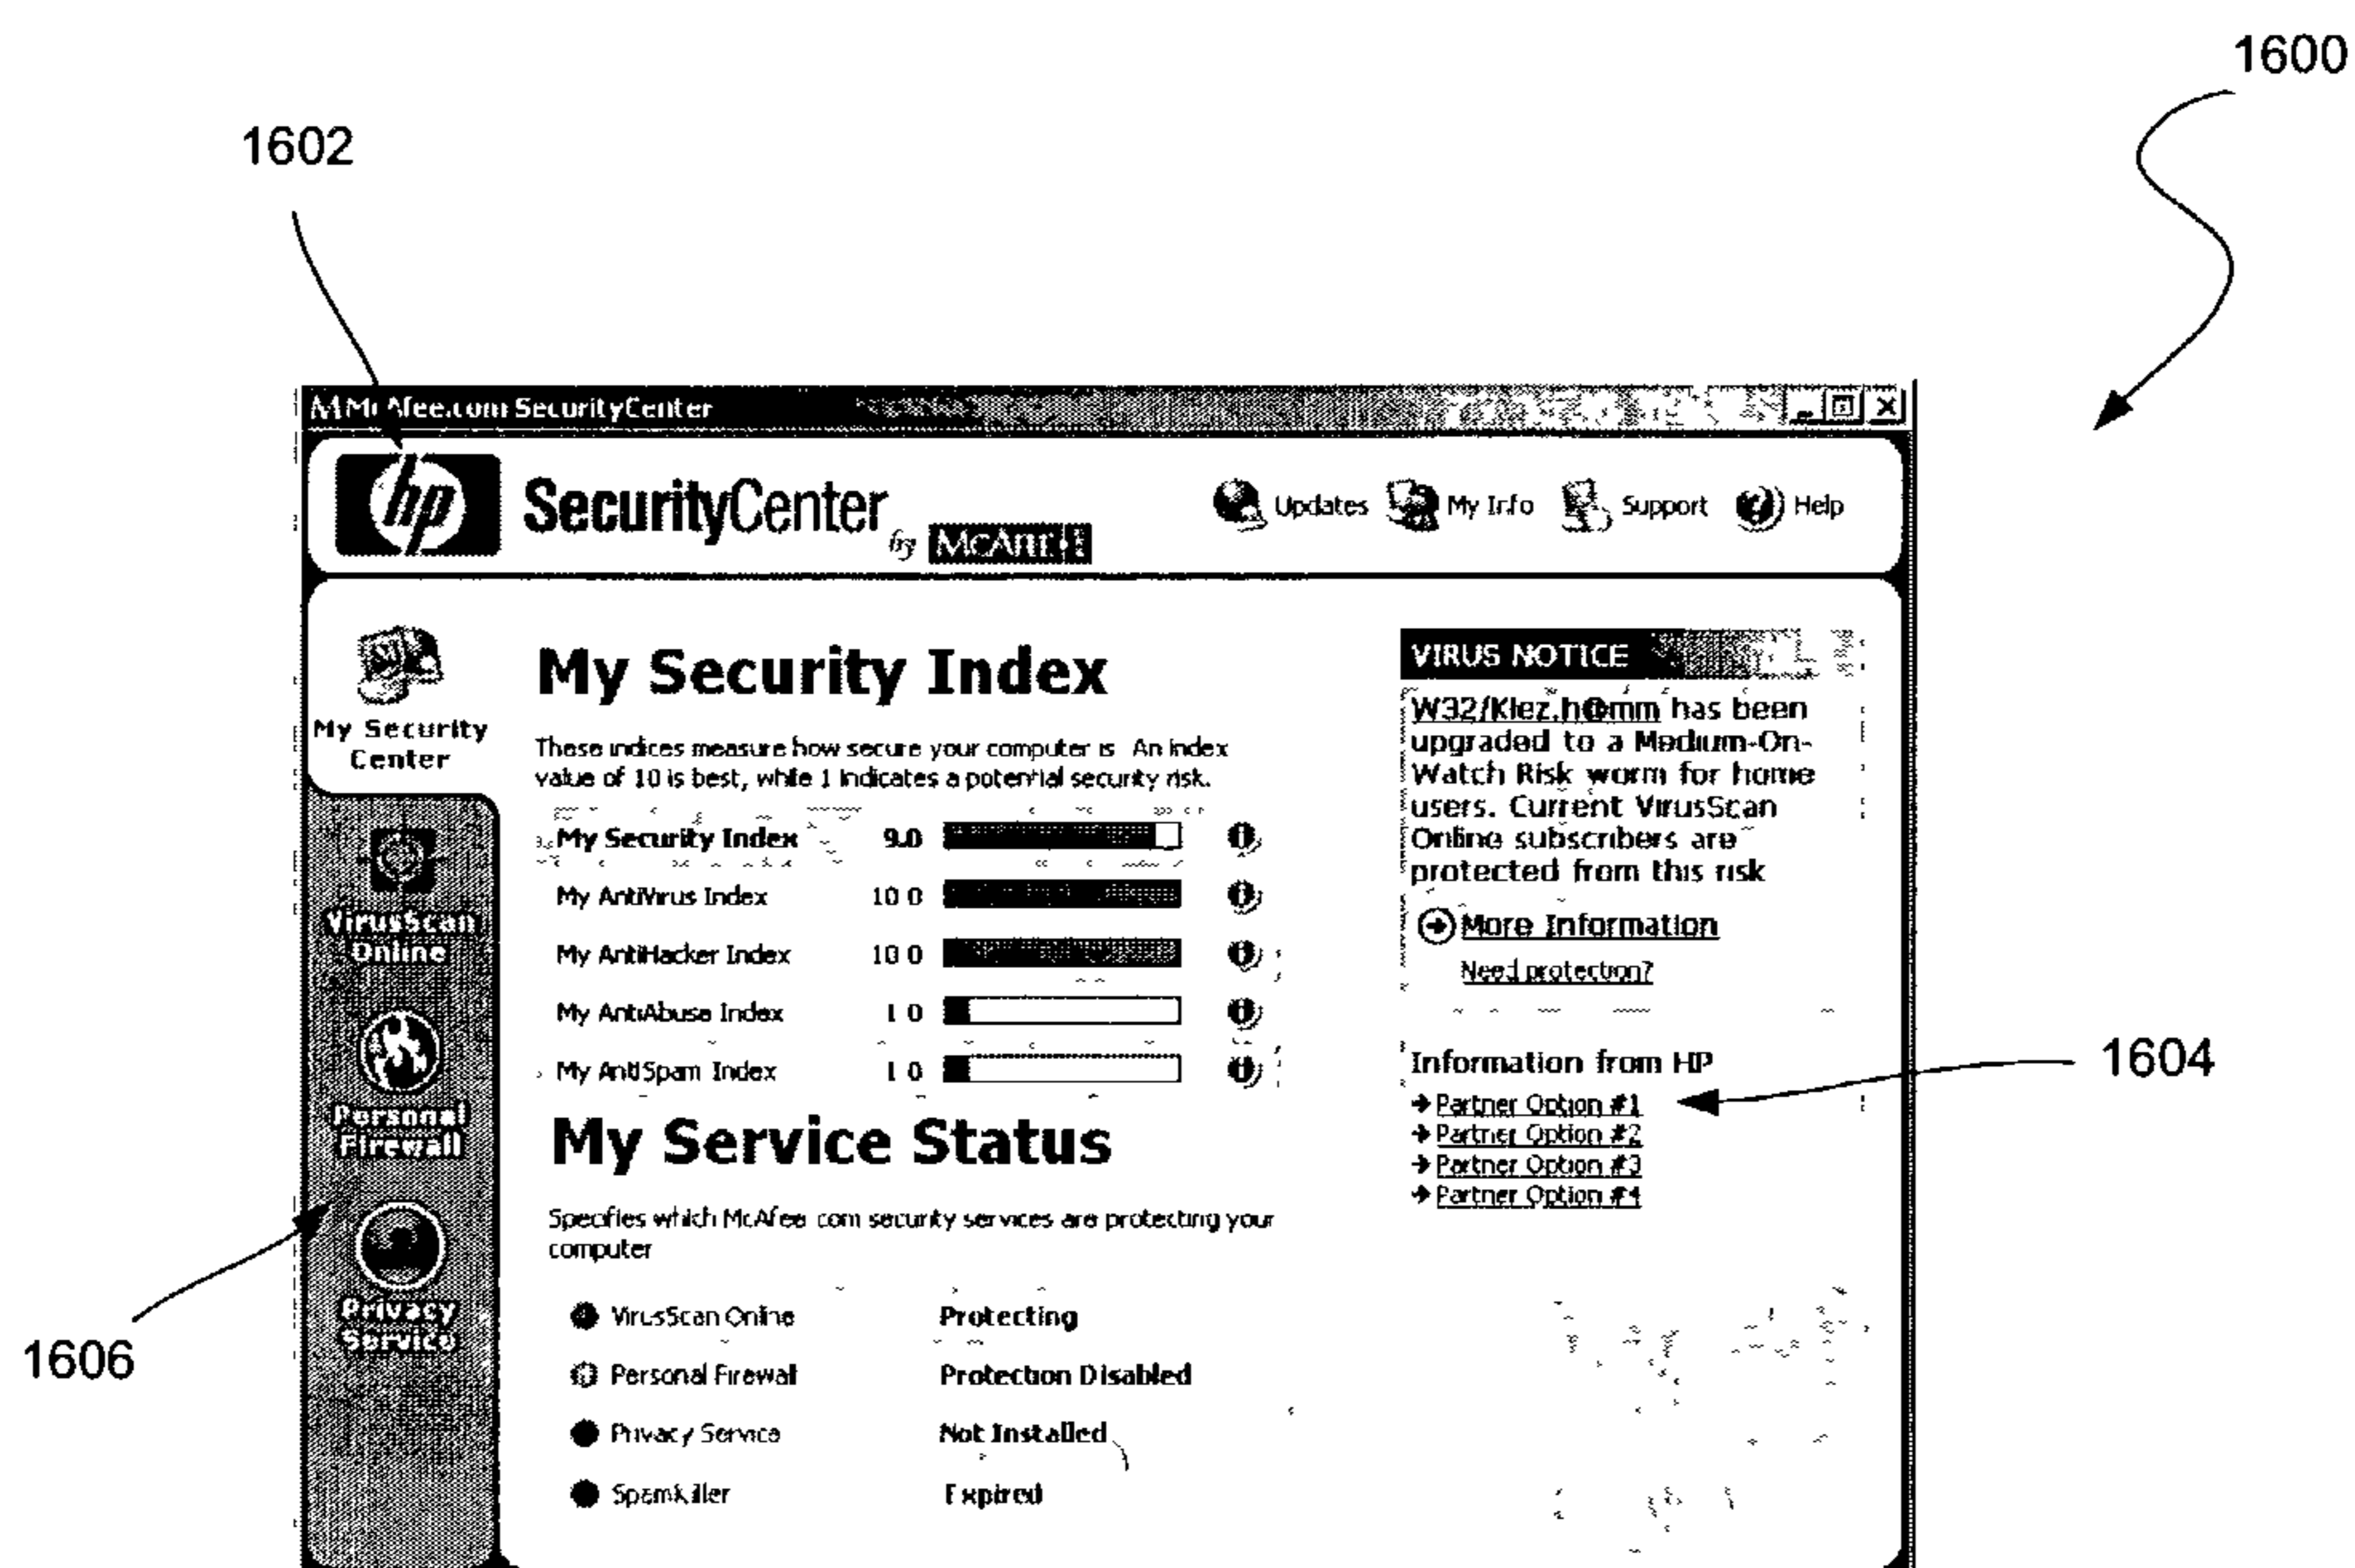 1600
1602
McAfee.com SecurityCenter
hp
SecurityCenter
by McAfee
Updates
My Info
Support
Help
My Security
Center
VirusScan
Online
Personal
Firewall
Privacy
Service
My Security Index
These indices measure how secure your computer is An index
value of 10 is best, while 1 indicates a potential security risk.
My Security Index 9.0
My AntiVirus Index 10 0
My AntiHacker Index 10 0
My AntiAbuse Index 1 0
My AntiSpam Index 1 0
My Service Status
Specifies which McAfee com security services are protecting your
computer
VirusScan Online Protecting
Personal Firewall Protection Disabled
Privacy Service Not Installed
SpamKiller Expired
VIRUS NOTICE
W32/Klez.h@mm has been
upgraded to a Medium-On-
Watch Risk worm for home
users. Current VirusScan
Online subscribers are
protected from this risk
More Information
Need protection?
Information from HP
Partner Option #1
Partner Option #2
Partner Option #3
Partner Option #4
1604
1606